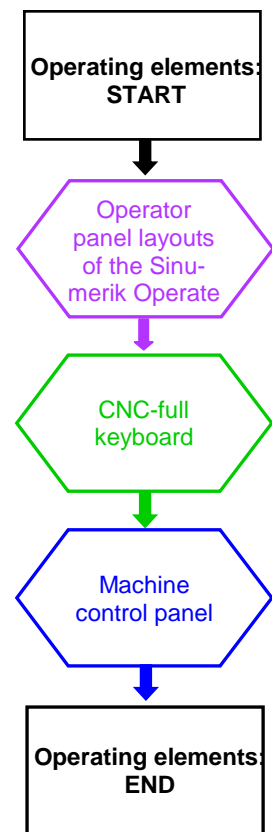 Operating elements:
START
Operator
panel layouts
of the Sinu-
merik Operate
CNC-full
keyboard
Machine
control panel
Operating elements:
END